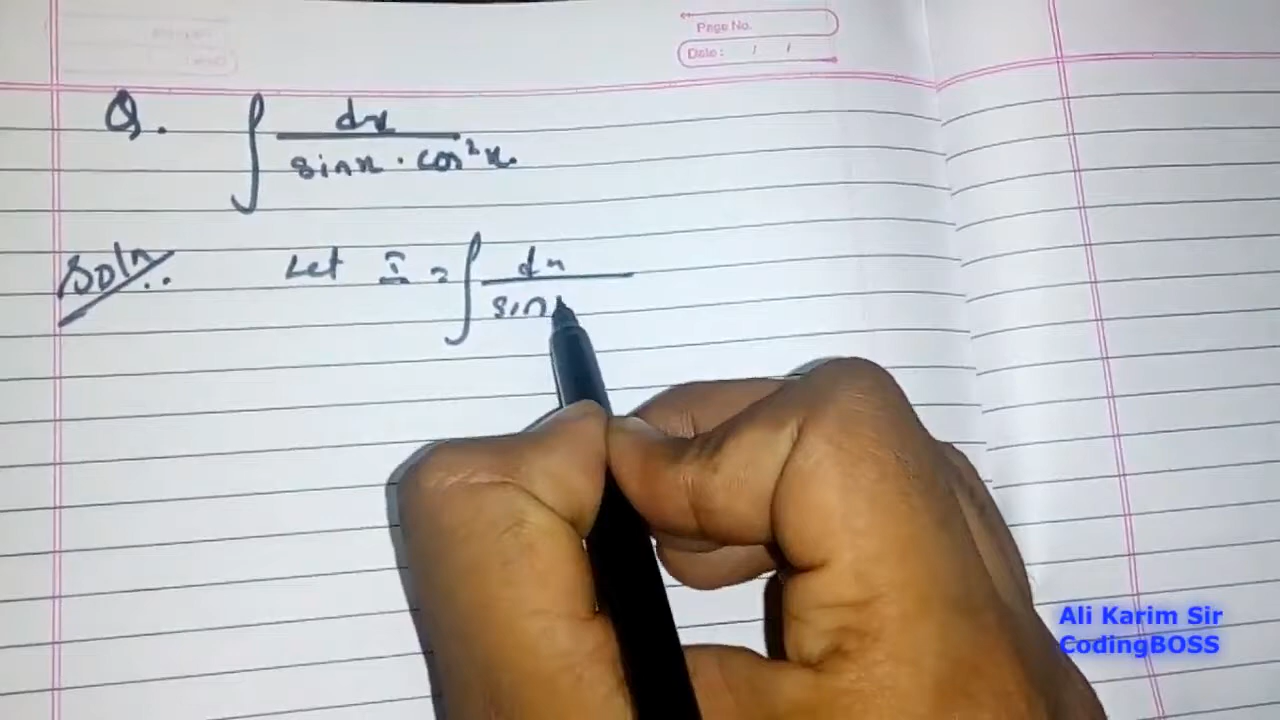 Page No.
Date : / /
Q. ∫ dx / sinx · cos²x.
Soln.. Let I = ∫ dx / sin
Ali Karim Sir
CodingBOSS